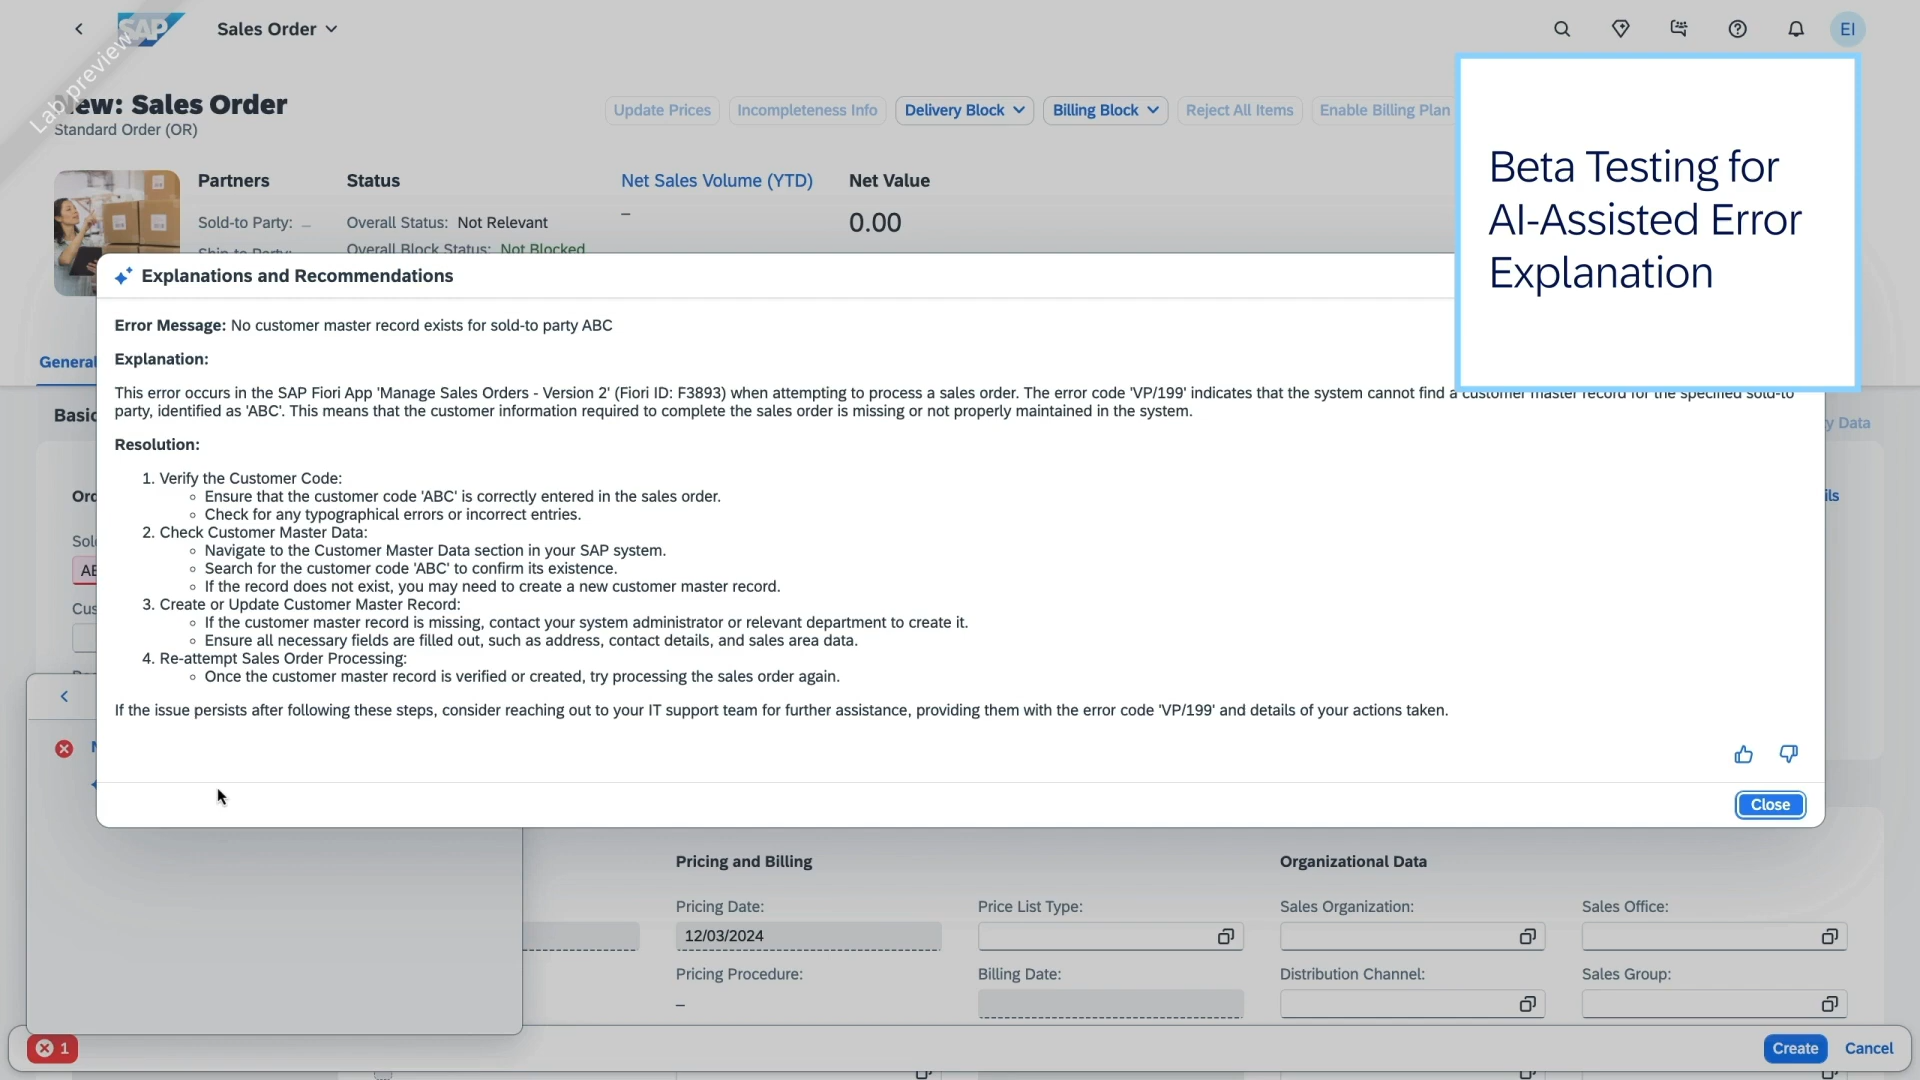 SAP
Sales Order
EI
Lab preview
New: Sales Order
Standard Order (OR)
Update Prices
Incompleteness Info
Delivery Block
Billing Block
Reject All Items
Enable Billing Plan
Beta Testing for
AI-Assisted Error
Explanation
Partners
Status
Net Sales Volume (YTD)
Net Value
Sold-to Party: –
Overall Status: Not Relevant
–
0.00
Ship-to Party:
Overall Block Status: Not Blocked
Explanations and Recommendations
Error Message: No customer master record exists for sold-to party ABC
General
Explanation:
This error occurs in the SAP Fiori App 'Manage Sales Orders - Version 2' (Fiori ID: F3893) when attempting to process a sales order. The error code 'VP/199' indicates that the system cannot find a customer master record for the specified sold-to
party, identified as 'ABC'. This means that the customer information required to complete the sales order is missing or not properly maintained in the system.
Basic
y Data
Resolution:
1. Verify the Customer Code:
Ensure that the customer code 'ABC' is correctly entered in the sales order.
Check for any typographical errors or incorrect entries.
2. Check Customer Master Data:
Navigate to the Customer Master Data section in your SAP system.
Search for the customer code 'ABC' to confirm its existence.
If the record does not exist, you may need to create a new customer master record.
3. Create or Update Customer Master Record:
If the customer master record is missing, contact your system administrator or relevant department to create it.
Ensure all necessary fields are filled out, such as address, contact details, and sales area data.
4. Re-attempt Sales Order Processing:
Once the customer master record is verified or created, try processing the sales order again.
If the issue persists after following these steps, consider reaching out to your IT support team for further assistance, providing them with the error code 'VP/199' and details of your actions taken.
Ord
ils
Sol
AB
Cus
Close
Pricing and Billing
Organizational Data
Pricing Date:
Price List Type:
Sales Organization:
Sales Office:
12/03/2024
Pricing Procedure:
Billing Date:
Distribution Channel:
Sales Group:
–
1
Create
Cancel